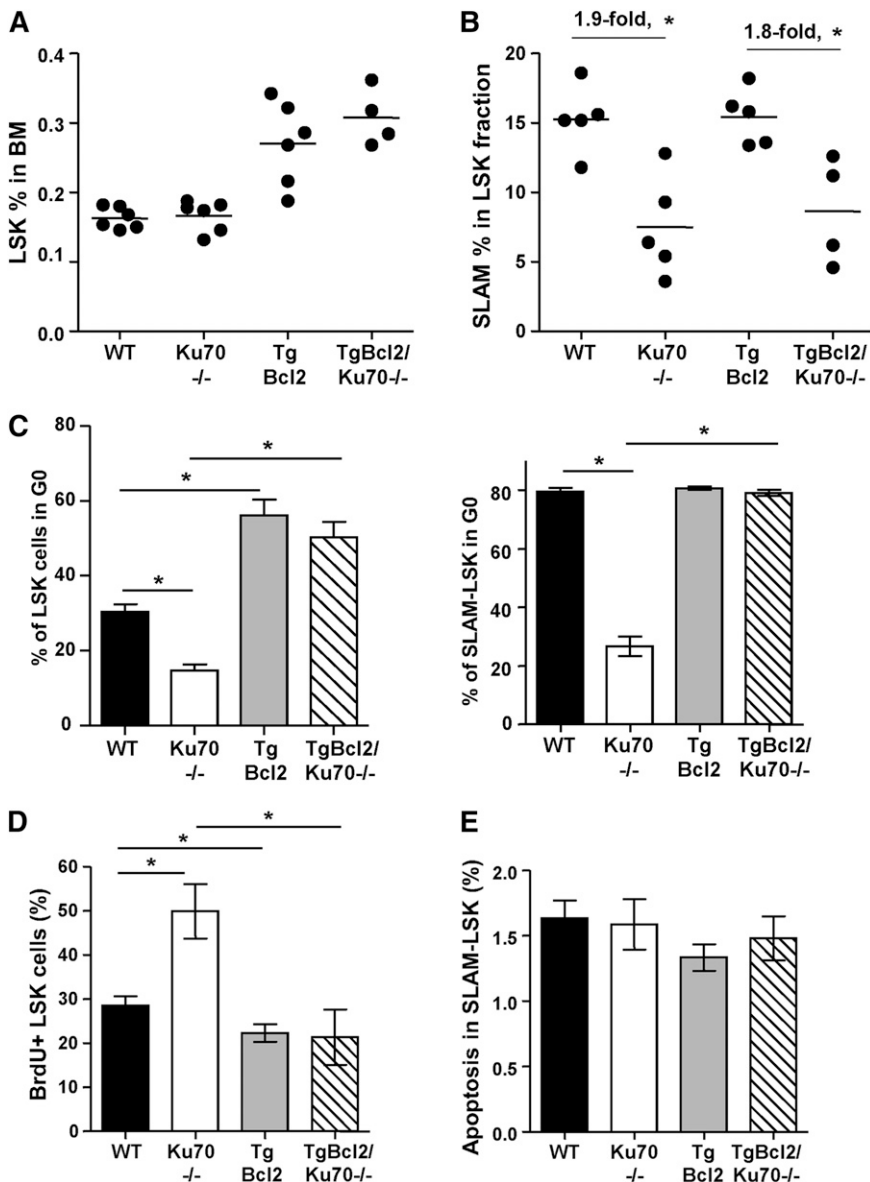 A
LSK % in BM
0.4
0.3
0.2
0.1
0.0
WT
Ku70
-/-
Tg
Bcl2
TgBcl2/
Ku70-/-
B
1.9-fold, *
1.8-fold, *
SLAM % in LSK fraction
20
15
10
5
0
WT
Ku70
-/-
Tg
Bcl2
TgBcl2/
Ku70-/-
C
% of LSK cells in G0
80
60
40
20
0
*
*
*
WT
Ku70
-/-
Tg
Bcl2
TgBcl2/
Ku70-/-
% of SLAM-LSK in G0
80
60
40
20
0
*
*
WT
Ku70
-/-
Tg
Bcl2
TgBcl2/
Ku70-/-
D
BrdU+ LSK cells (%)
60
50
40
30
20
10
0
*
*
*
WT
Ku70
-/-
Tg
Bcl2
TgBcl2/
Ku70-/-
E
Apoptosis in SLAM-LSK (%)
2.0
1.5
1.0
0.5
0.0
WT
Ku70
-/-
Tg
Bcl2
TgBcl2/
Ku70-/-